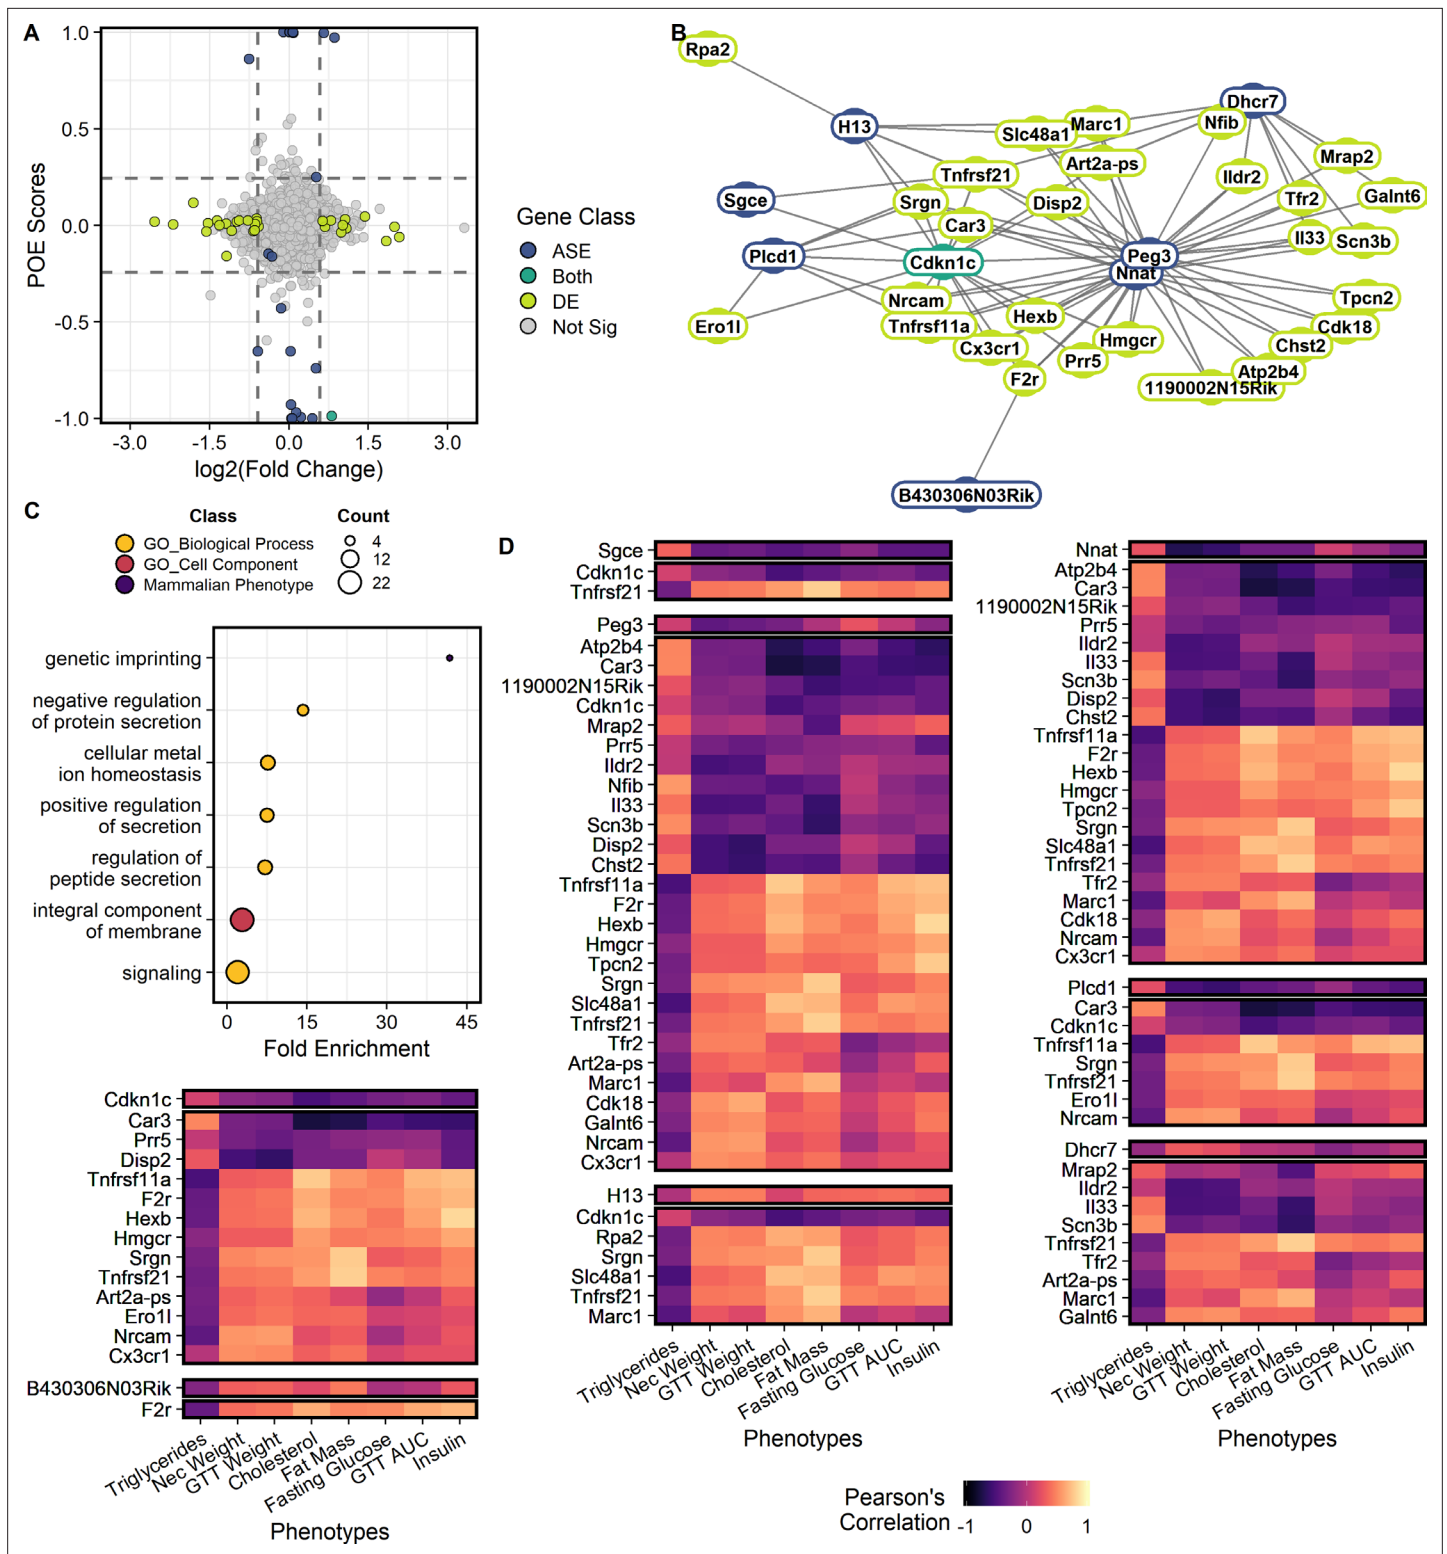 A
1.0
0.5
0.0
-0.5
-1.0
POE Scores
-3.0
-1.5
0.0
1.5
3.0
log2(Fold Change)
Gene Class
ASE
Both
DE
Not Sig
B
Rpa2
H13
Dhcr7
Marc1
Nfib
Slc48a1
Art2a-ps
Mrap2
Tnfrsf21
Ildr2
Sgce
Srgn
Disp2
Tfr2
Galnt6
Car3
Il33
Scn3b
Plcd1
Cdkn1c
Peg3
Nnat
Nrcam
Tpcn2
Ero1l
Tnfrsf11a
Hexb
Cdk18
Cx3cr1
Hmgcr
Chst2
Prr5
F2r
Atp2b4
1190002N15Rik
B430306N03Rik
C
Class
GO_Biological Process
GO_Cell Component
Mammalian Phenotype
Count
4
12
22
genetic imprinting
negative regulation
of protein secretion
cellular metal
ion homeostasis
positive regulation
of secretion
regulation of
peptide secretion
integral component
of membrane
signaling
0
15
30
45
Fold Enrichment
Cdkn1c
Car3
Prr5
Disp2
Tnfrsf11a
F2r
Hexb
Hmgcr
Srgn
Tnfrsf21
Art2a-ps
Ero1l
Nrcam
Cx3cr1
B430306N03Rik
F2r
Triglycerides
Nec Weight
GTT Weight
Cholesterol
Fat Mass
Fasting Glucose
GTT AUC
Insulin
Phenotypes
D
Sgce
Cdkn1c
Tnfrsf21
Peg3
Atp2b4
Car3
1190002N15Rik
Cdkn1c
Mrap2
Prr5
Ildr2
Nfib
Il33
Scn3b
Disp2
Chst2
Tnfrsf11a
F2r
Hexb
Hmgcr
Tpcn2
Srgn
Slc48a1
Tnfrsf21
Tfr2
Art2a-ps
Marc1
Cdk18
Galnt6
Nrcam
Cx3cr1
H13
Cdkn1c
Rpa2
Srgn
Slc48a1
Tnfrsf21
Marc1
Triglycerides
Nec Weight
GTT Weight
Cholesterol
Fat Mass
Fasting Glucose
GTT AUC
Insulin
Phenotypes
Nnat
Atp2b4
Car3
1190002N15Rik
Prr5
Ildr2
Il33
Scn3b
Disp2
Chst2
Tnfrsf11a
F2r
Hexb
Hmgcr
Tpcn2
Srgn
Slc48a1
Tnfrsf21
Tfr2
Marc1
Cdk18
Nrcam
Cx3cr1
Plcd1
Car3
Cdkn1c
Tnfrsf11a
Srgn
Tnfrsf21
Ero1l
Nrcam
Dhcr7
Mrap2
Ildr2
Il33
Scn3b
Tnfrsf21
Tfr2
Art2a-ps
Marc1
Galnt6
Triglycerides
Nec Weight
GTT Weight
Cholesterol
Fat Mass
Fasting Glucose
GTT AUC
Insulin
Phenotypes
Pearson's
Correlation
-1
0
1